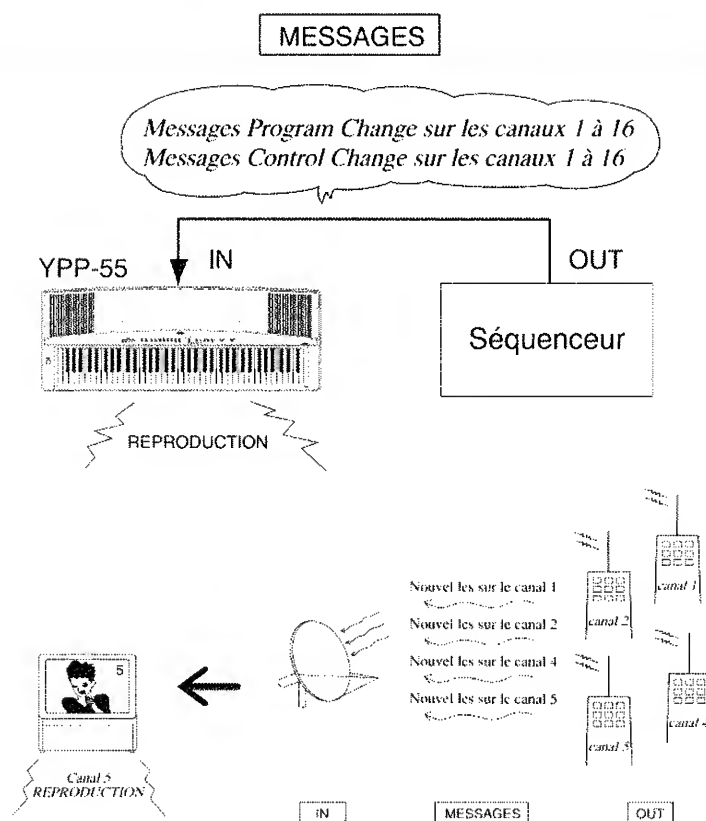 MESSAGES
Messages Program Change sur les canaux 1 à 16
Messages Control Change sur les canaux 1 à 16
YPP-55
IN
OUT
Séquenceur
REPRODUCTION
canal 1
Nouvel les sur le canal 1
canal 2
Nouvel les sur le canal 2
Nouvel les sur le canal 4
canal 4
Nouvel les sur le canal 5
canal 5
5
Canal 5
REPRODUCTION
IN
MESSAGES
OUT